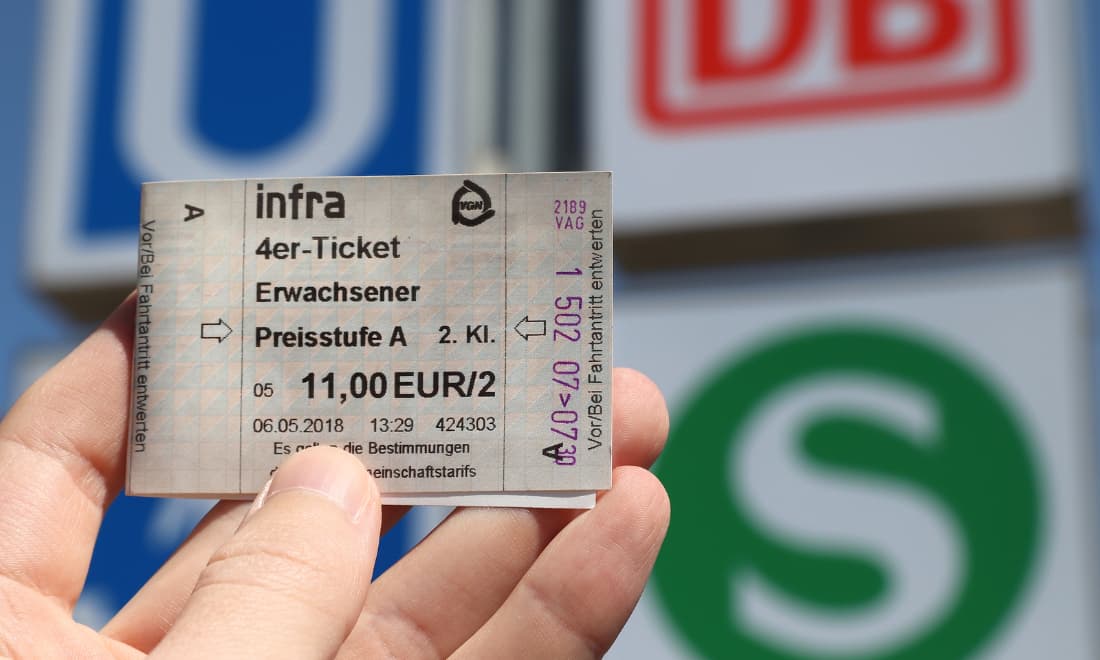 U
DB
infra
VGN
4er-Ticket
Erwachsener
Preisstufe A 2. Kl.
05 11,00 EUR/2
06.05.2018 13:29 424303
Es die Bestimmungen
einschaftstarifs
A
Vor/Bei Fahrtantritt entwerten
2189
VAG
1 502 07>0730
A
Vor/Bei Fahrtantritt entwerten
S